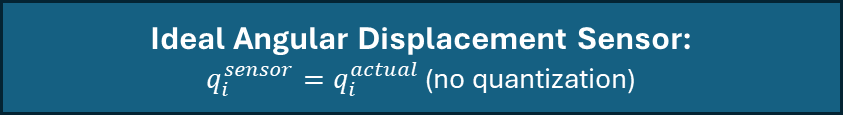 Ideal Angular Displacement Sensor:
$q_i^{sensor} = q_i^{actual}$ (no quantization)